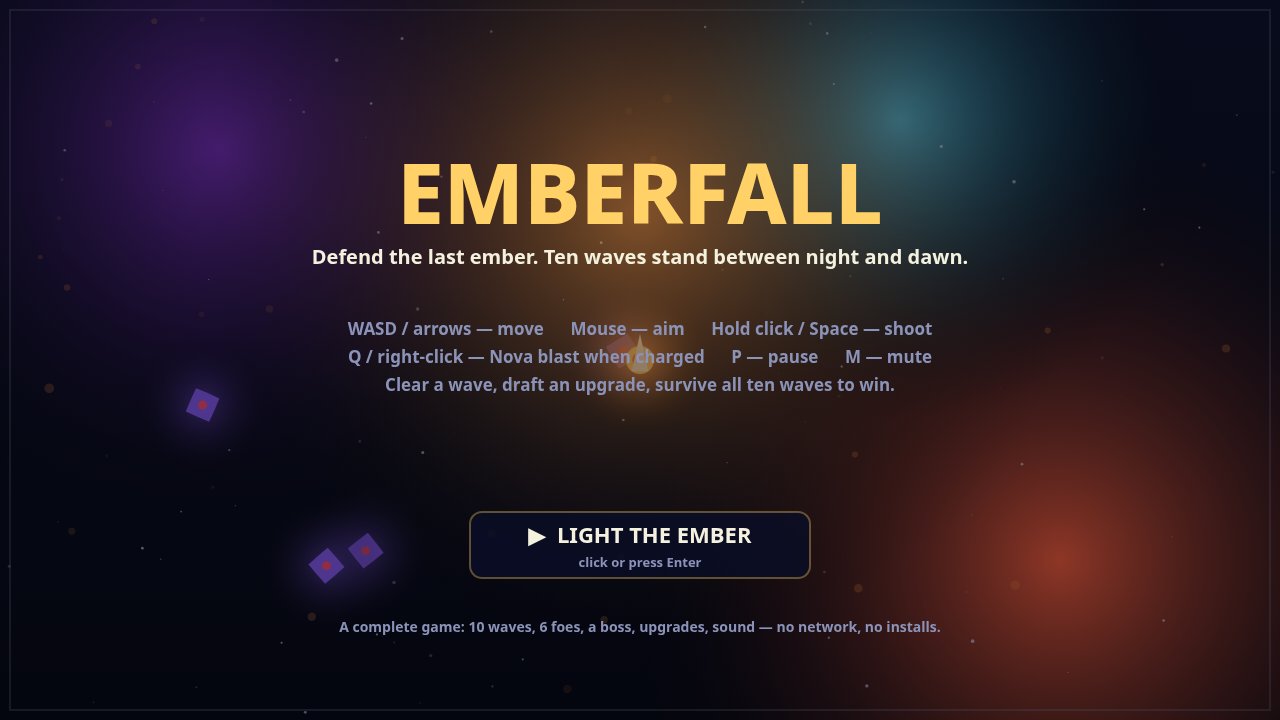 EMBERFALL
Defend the last ember. Ten waves stand between night and dawn.
WASD / arrows — move Mouse — aim Hold click / Space — shoot
Q / right-click — Nova blast when charged P — pause M — mute
Clear a wave, draft an upgrade, survive all ten waves to win.
▶ LIGHT THE EMBER
click or press Enter
A complete game: 10 waves, 6 foes, a boss, upgrades, sound — no network, no installs.